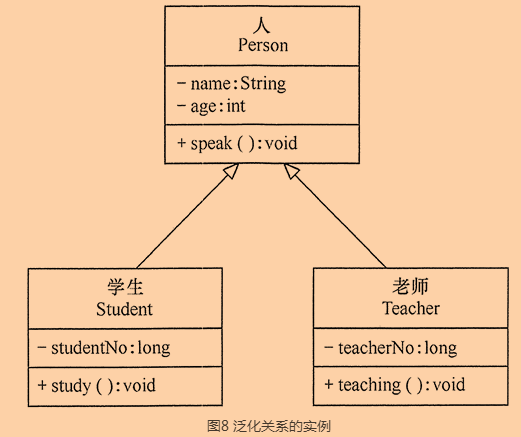 人
Person
- name:String
- age:int
+ speak ( ):void
学生
Student
- studentNo:long
+ study ( ):void
老师
Teacher
- teacherNo:long
+ teaching ( ):void
图8 泛化关系的实例